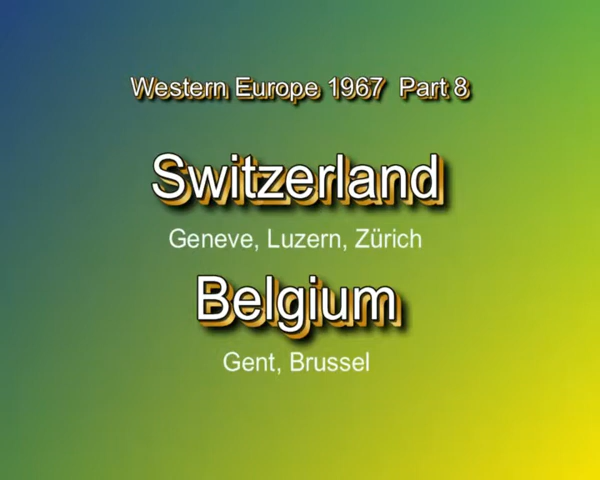 Western Europe 1967 Part 8
Switzerland
Geneve, Luzern, Zürich
Belgium
Gent, Brussel